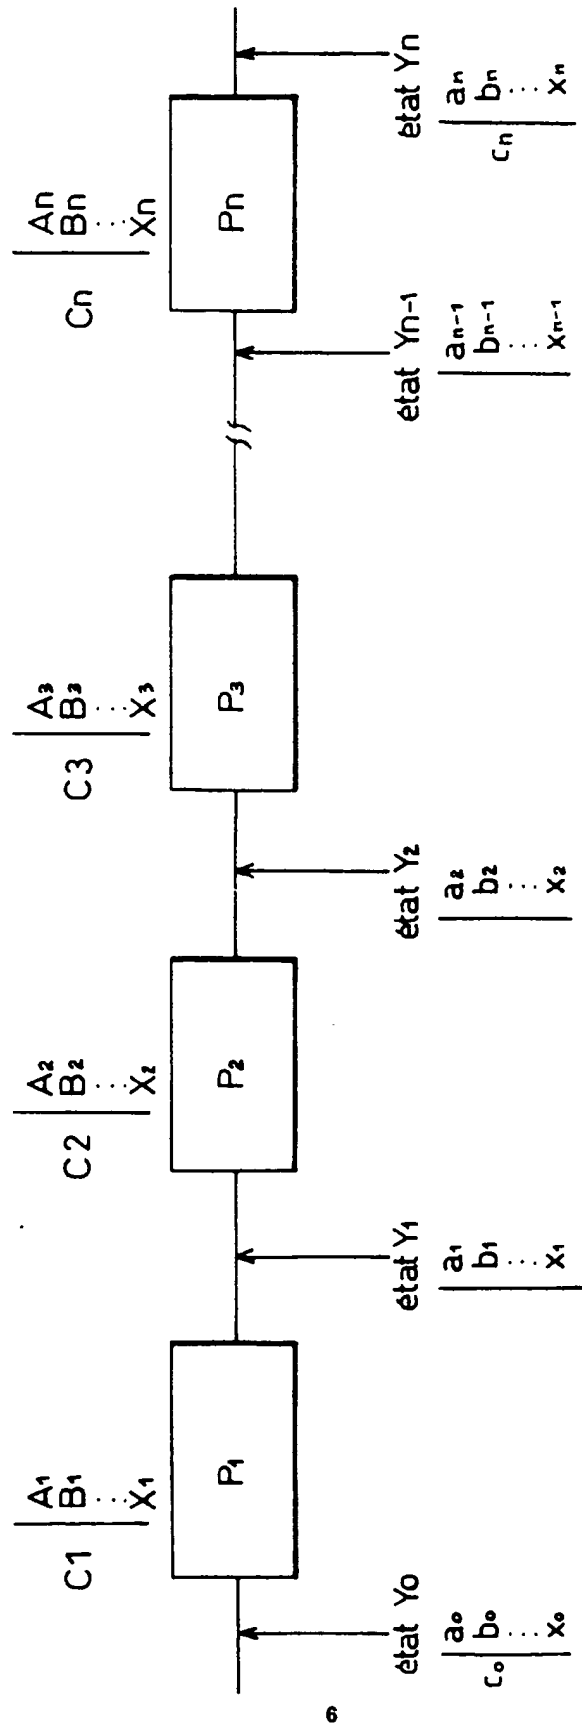 C1 | A1 B1 ... X1
C2 | A2 B2 ... X2
C3 | A3 B3 ... X3
Cn | An Bn ... Xn
P1
P2
P3
Pn
état Y0
a0 b0 ... x0
c0
état Y1
a1 b1 ... x1
état Y2
a2 b2 ... x2
état Yn-1
an-1 bn-1 ... xn-1
état Yn
an bn ... xn
cn
6